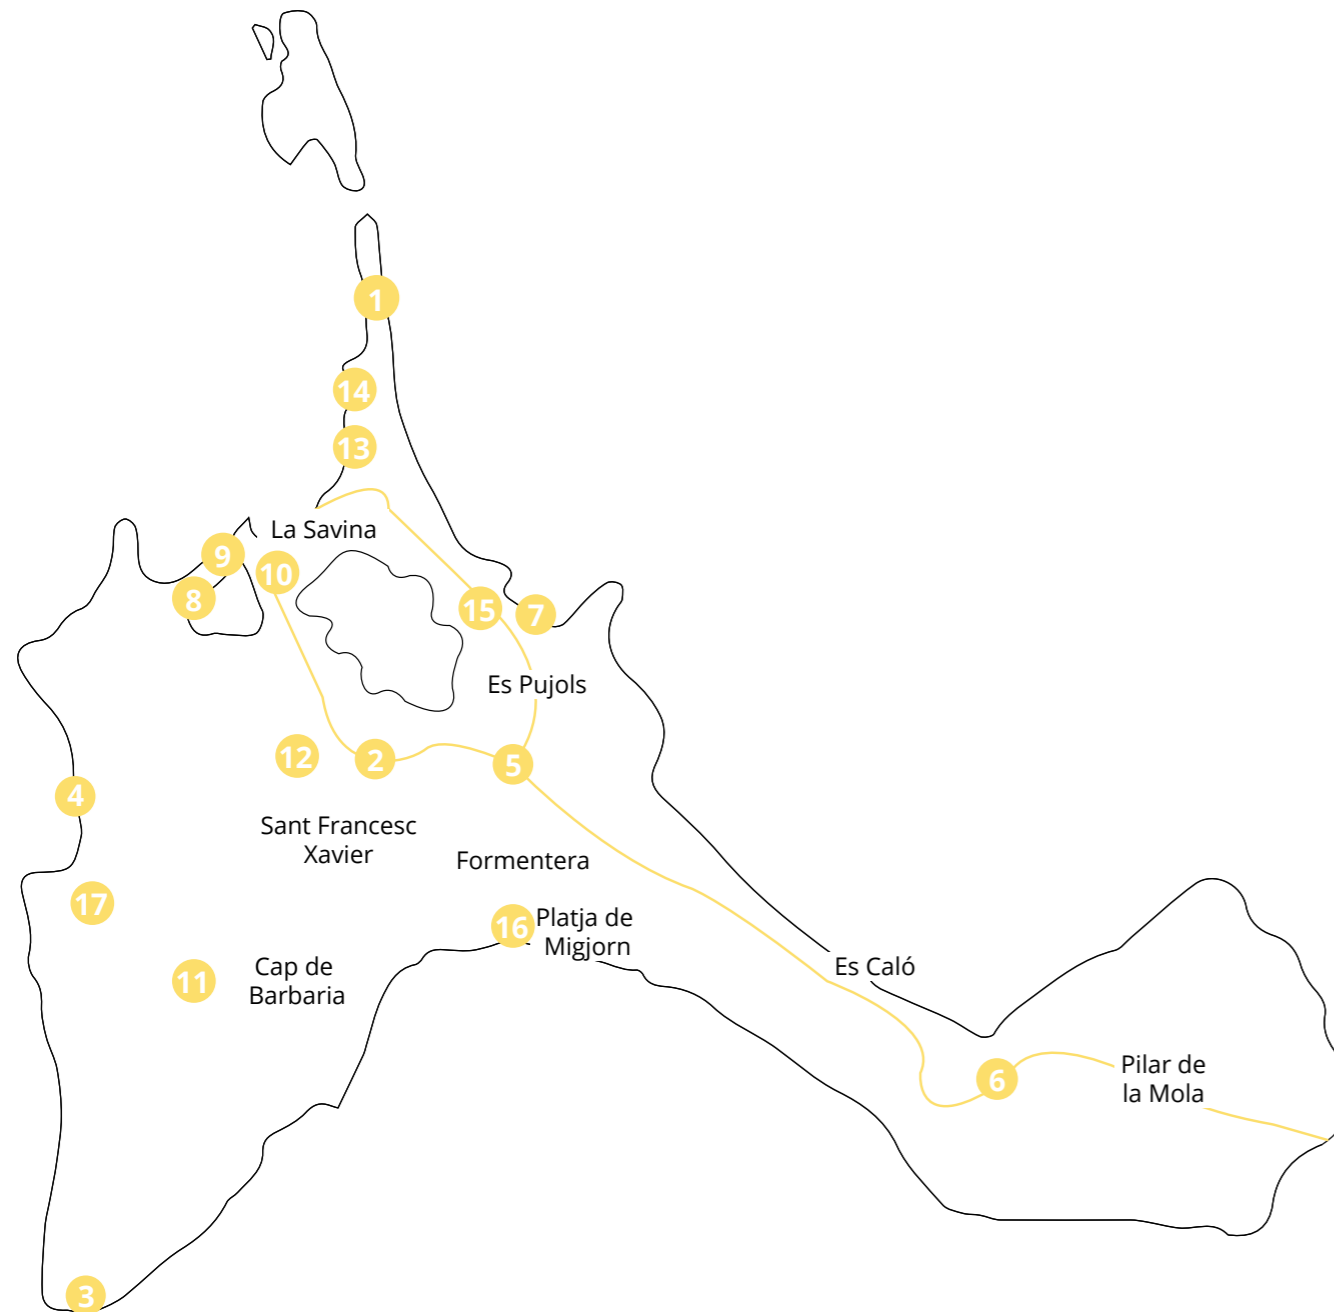 1
14
13
La Savina
9
10
8
15
7
Es Pujols
12
2
5
4
Sant Francesc
Xavier
Formentera
17
16
Platja de
Migjorn
11
Cap de
Barbaria
Es Caló
6
Pilar de
la Mola
3